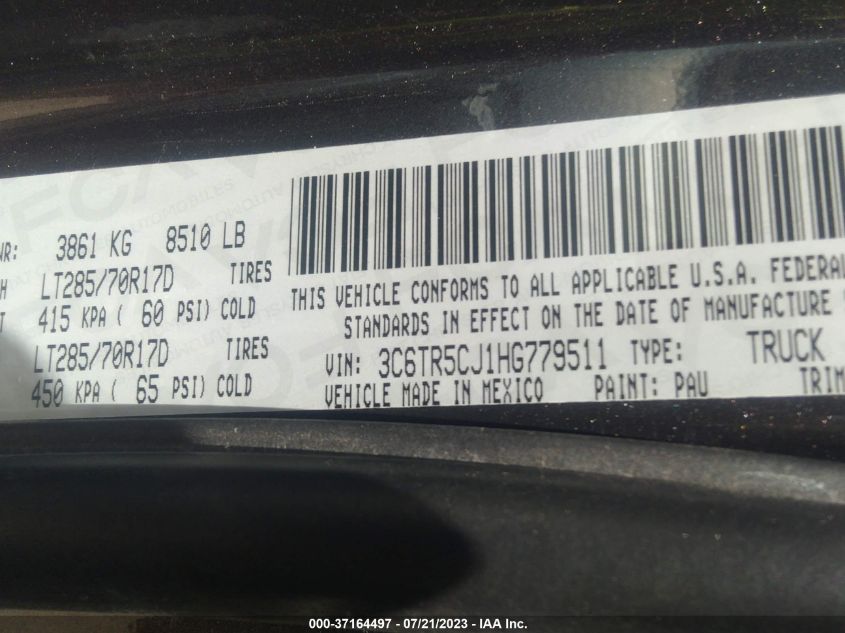 WR: 3861 KG 8510 LB
LT285/70R17D TIRES
415 KPA ( 60 PSI) COLD
LT285/70R17D TIRES
450 KPA ( 65 PSI) COLD
THIS VEHICLE CONFORMS TO ALL APPLICABLE U.S.A. FEDERAL
STANDARDS IN EFFECT ON THE DATE OF MANUFACTURE
VIN: 3C6TR5CJ1HG779511 TYPE: TRUCK
VEHICLE MADE IN MEXICO PAINT: PAU TRIM
000-37164497 - 07/21/2023 - IAA Inc.